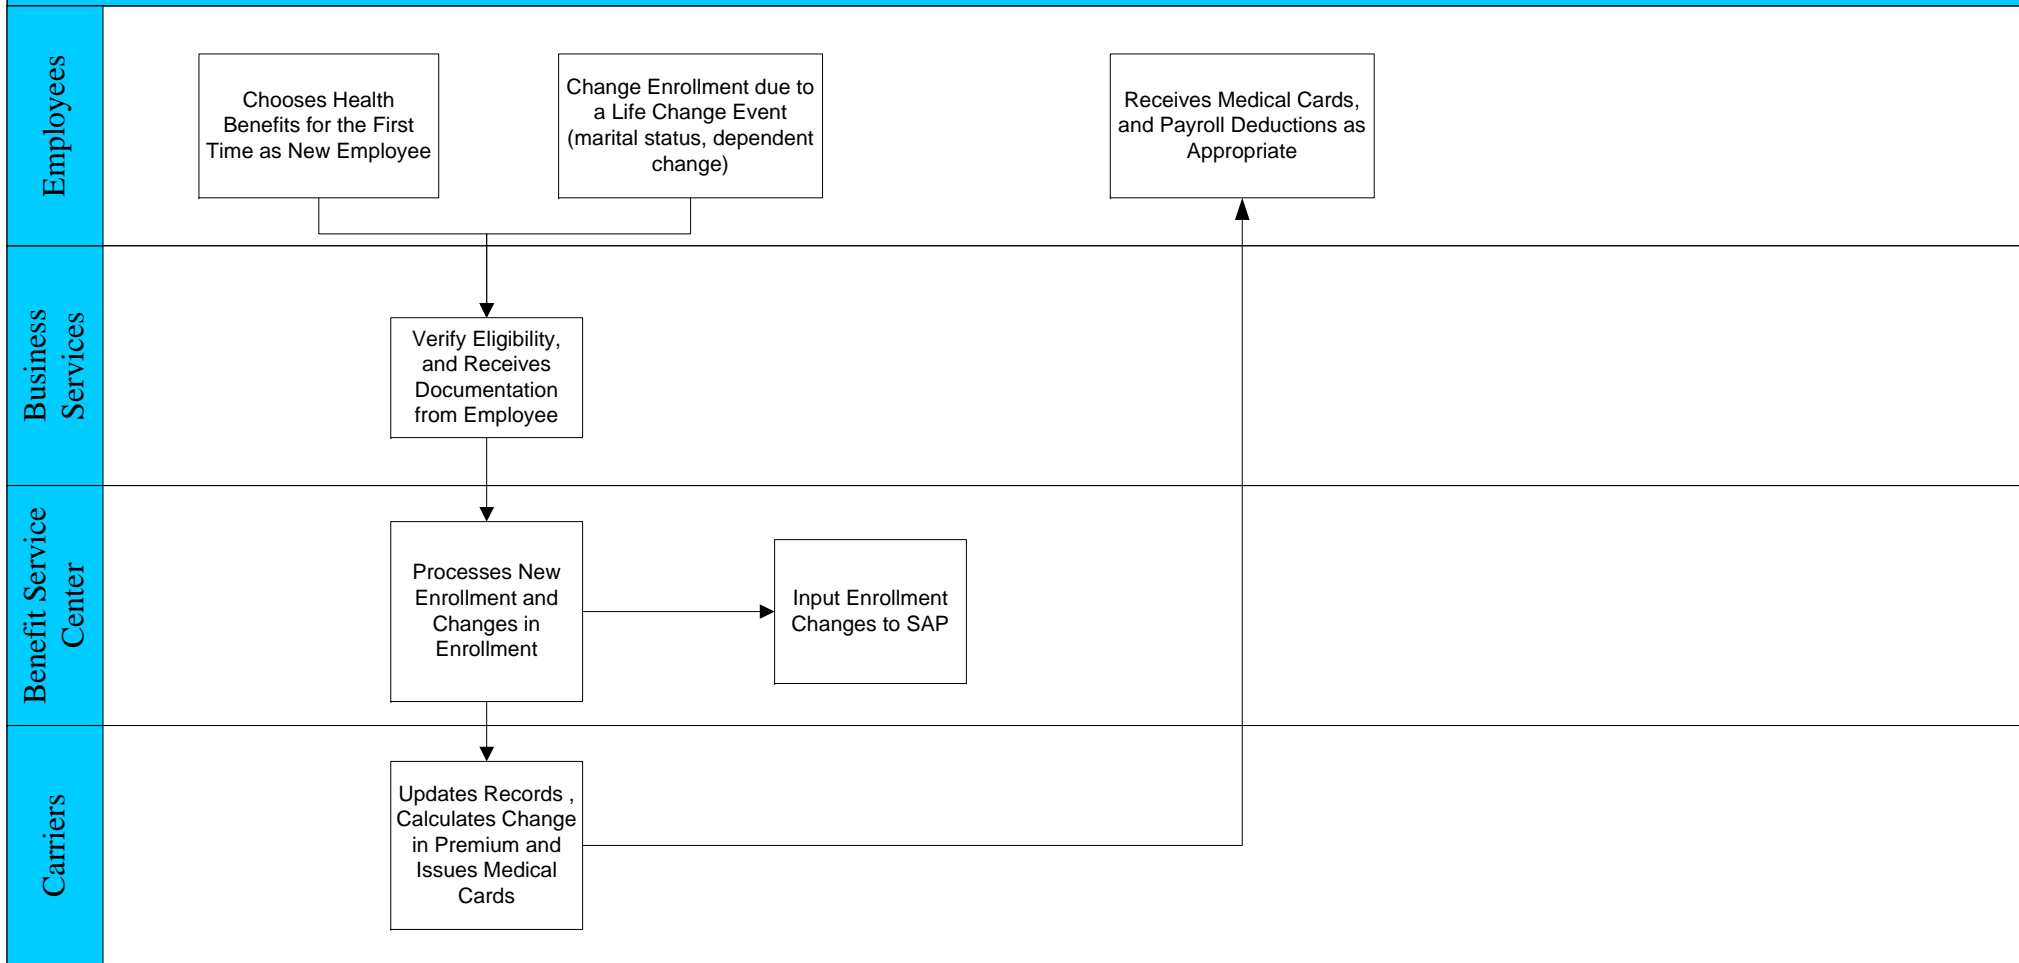 Employees
Chooses Health
Benefits for the First
Time as New Employee
Change Enrollment due to
a Life Change Event
(marital status, dependent
change)
Receives Medical Cards,
and Payroll Deductions as
Appropriate
Business
Services
Verify Eligibility,
and Receives
Documentation
from Employee
Benefit Service
Center
Processes New
Enrollment and
Changes in
Enrollment
Input Enrollment
Changes to SAP
Carriers
Updates Records ,
Calculates Change
in Premium and
Issues Medical
Cards